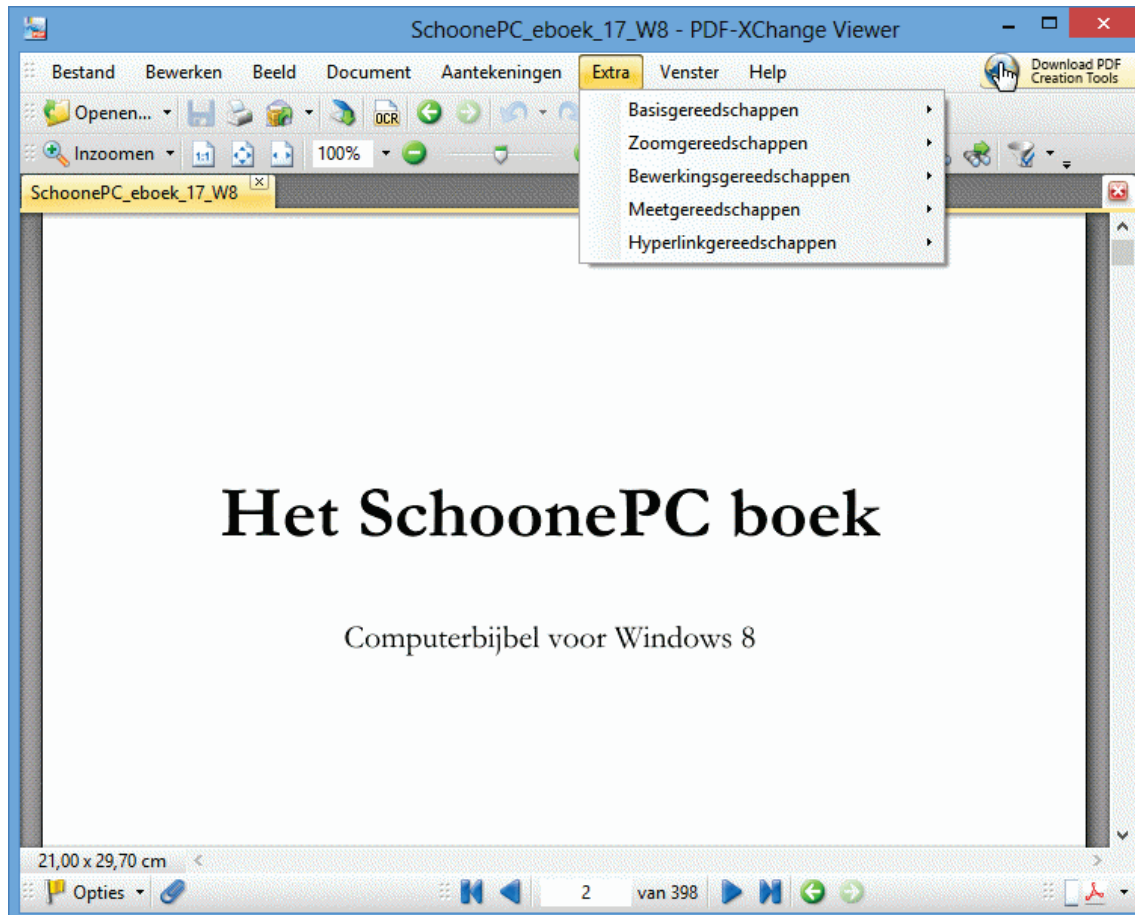 SchoonePC_eboek_17_W8 - PDF-XChange Viewer
Bestand Bewerken Beeld Document Aantekeningen Extra Venster Help
Download PDF
Creation Tools
Openen... OCR
Basisgereedschappen
Zoomgereedschappen
Bewerkingsgereedschappen
Meetgereedschappen
Hyperlinkgereedschappen
Inzoomen 1:1 100%
SchoonePC_eboek_17_W8
Het SchoonePC boek
Computerbijbel voor Windows 8
21,00 x 29,70 cm
Opties 2 van 398